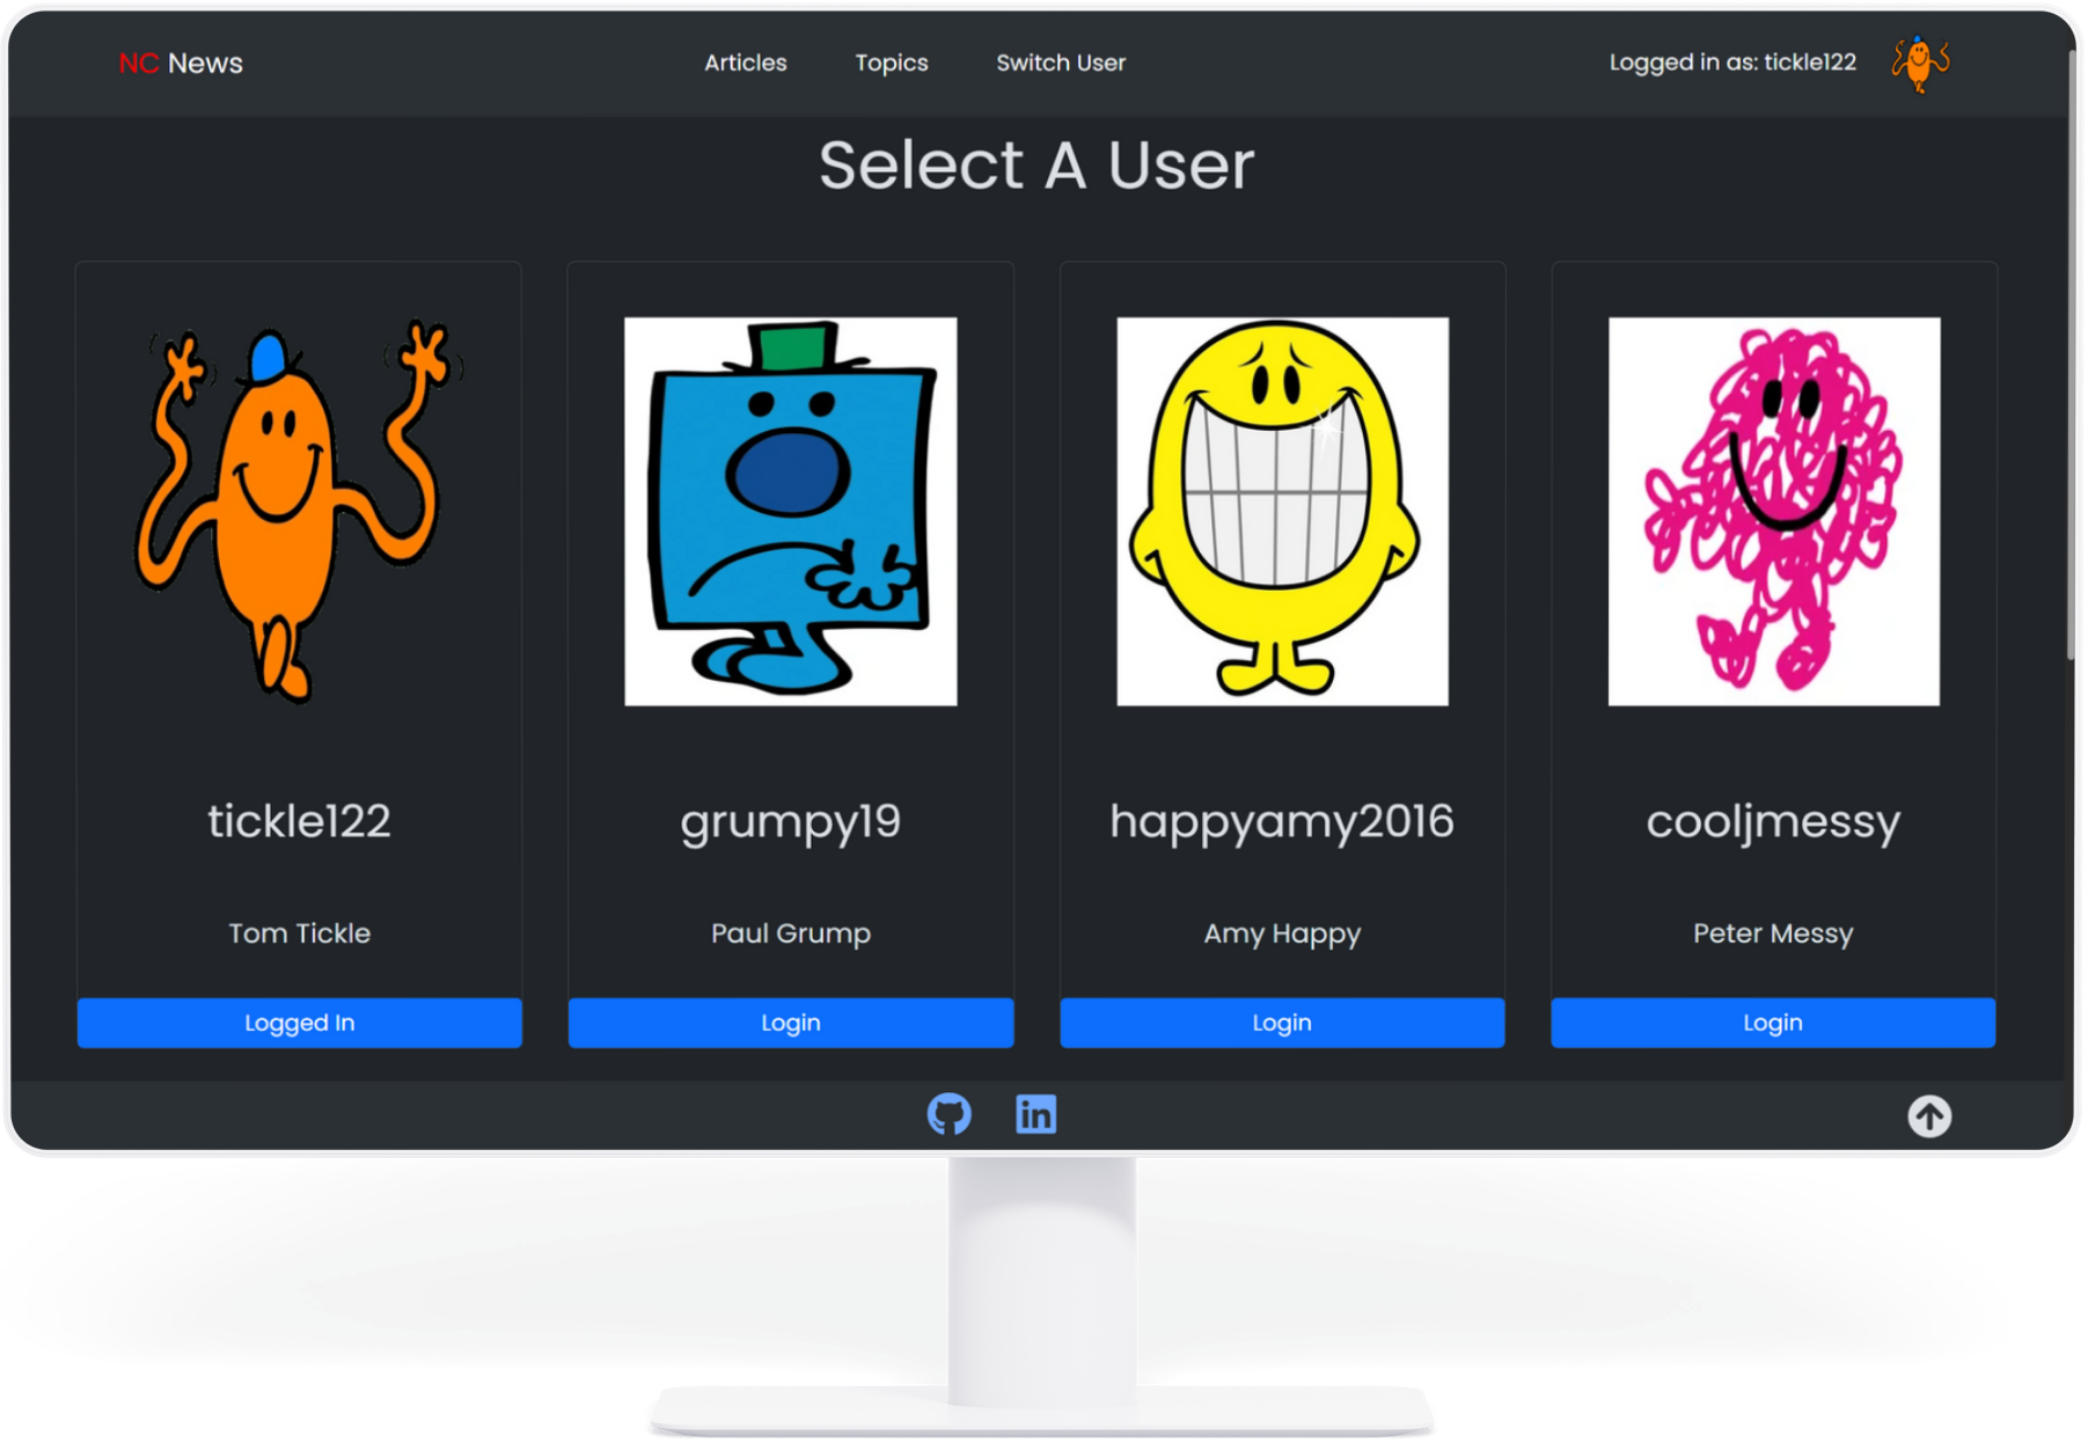 NC News
Articles
Topics
Switch User
Logged in as: tickle122
Select A User
tickle122
grumpy19
happyamy2016
cooljmessy
Tom Tickle
Paul Grump
Amy Happy
Peter Messy
Logged In
Login
Login
Login
in